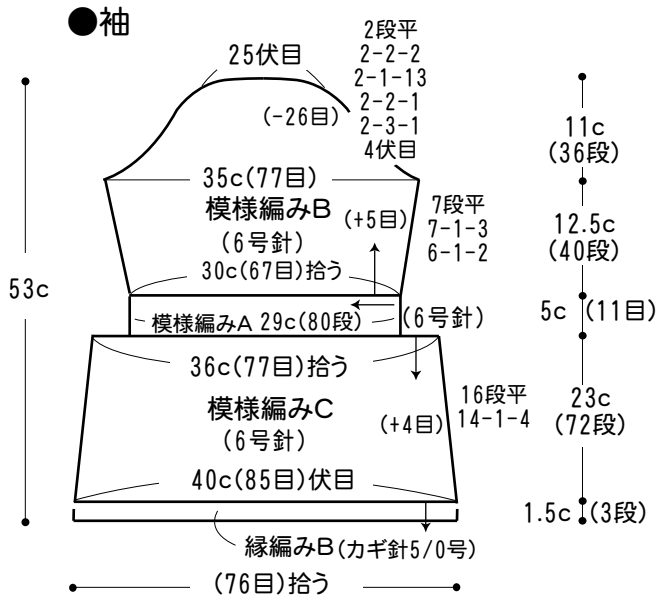 ●袖
25伏目
2段平
2-2-2
2-1-13
2-2-1
2-3-1
4伏目
(-26目)
11c
(36段)
35c(77目)
模様編みB
(6号針)
(+5目)
7段平
7-1-3
6-1-2
12.5c
(40段)
30c(67目)拾う
53c
模様編みA 29c(80段)
(6号針)
5c (11目)
36c(77目)拾う
模様編みC
(6号針)
(+4目)
16段平
14-1-4
23c
(72段)
40c(85目)伏目
1.5c (3段)
縁編みB(カギ針5/0号)
(76目)拾う